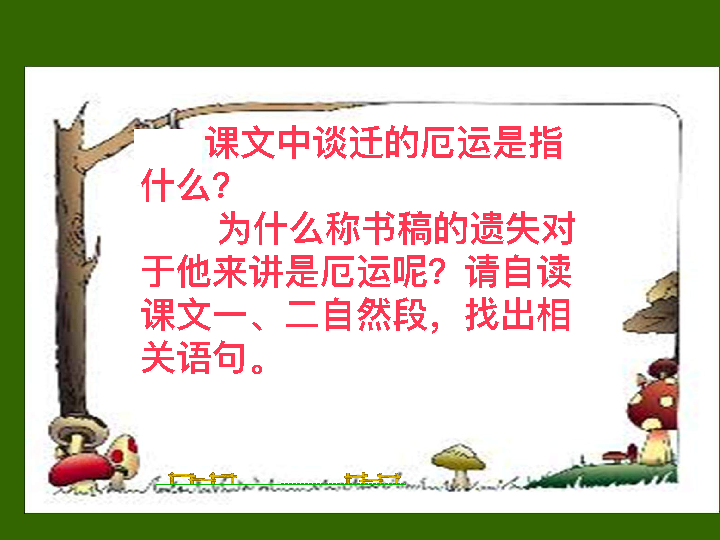 课文中谈迁的厄运是指
什么？
为什么称书稿的遗失对
于他来讲是厄运呢？请自读
课文一、二自然段，找出相
关语句。